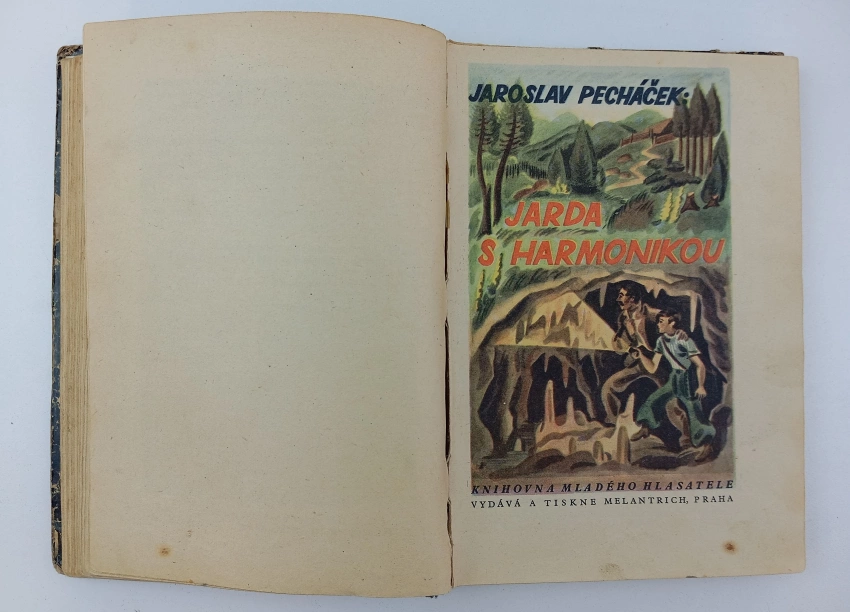 JAROSLAV PECHÁČEK:
JARDA
S HARMONIKOU
KNIHOVNA MLADÉHO HLASATELE
VYDÁVÁ A TISKNE MELANTRICH, PRAHA